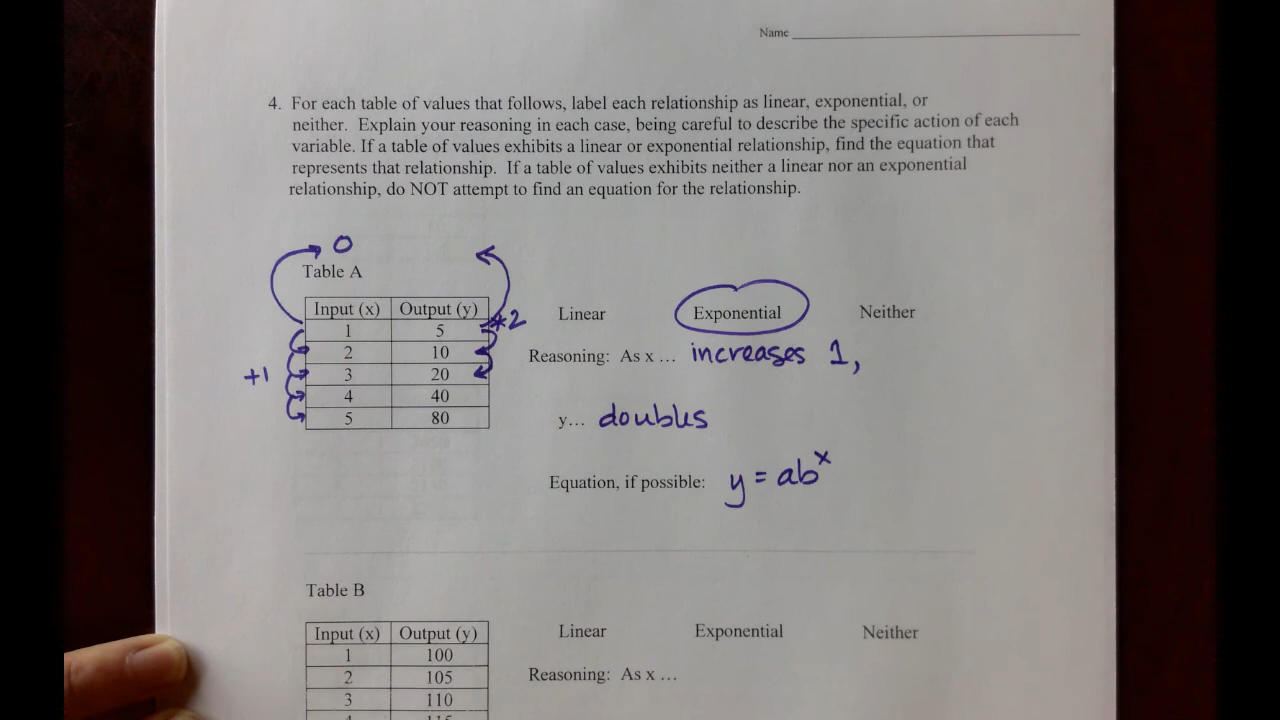 Name
4. For each table of values that follows, label each relationship as linear, exponential, or
neither. Explain your reasoning in each case, being careful to describe the specific action of each
variable. If a table of values exhibits a linear or exponential relationship, find the equation that
represents that relationship. If a table of values exhibits neither a linear nor an exponential
relationship, do NOT attempt to find an equation for the relationship.
0
Table A
Input (x) Output (y)
1 5
2 10
3 20
4 40
5 80
+1
*2
Linear Exponential Neither
Reasoning: As x ... increases 1,
y... doubles
Equation, if possible: y = ab^x
Table B
Input (x) Output (y)
1 100
2 105
3 110
Linear Exponential Neither
Reasoning: As x ...